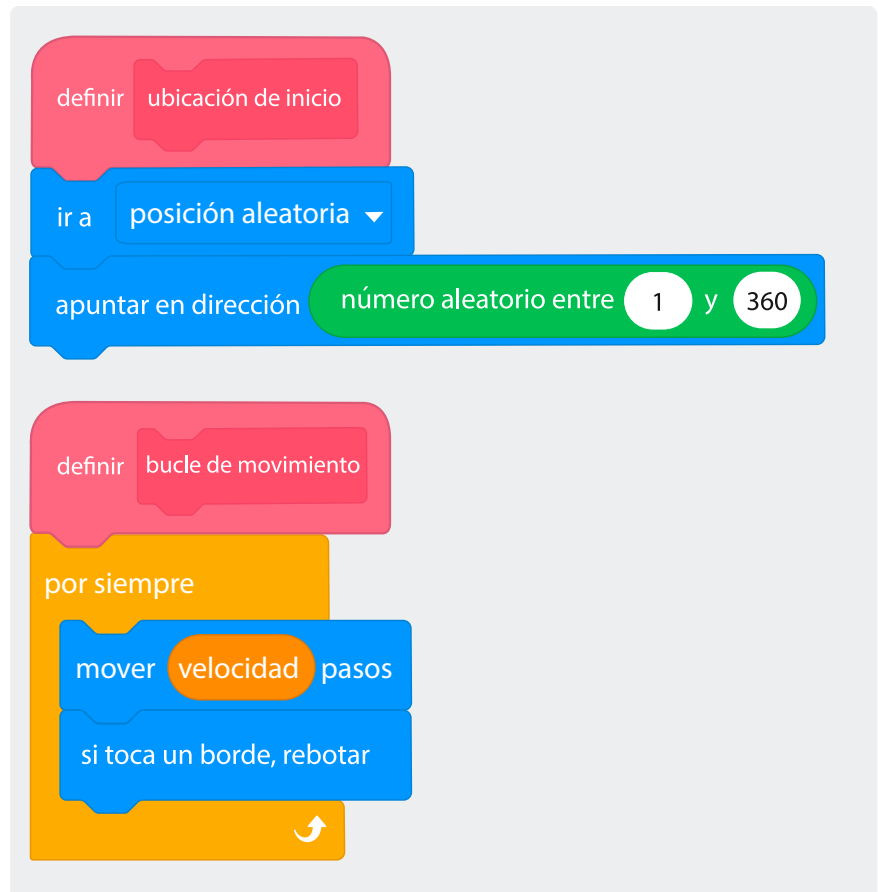 definir ubicación de inicio
ir a posición aleatoria
apuntar en dirección número aleatorio entre 1 y 360
definir bucle de movimiento
por siempre
mover velocidad pasos
si toca un borde, rebotar